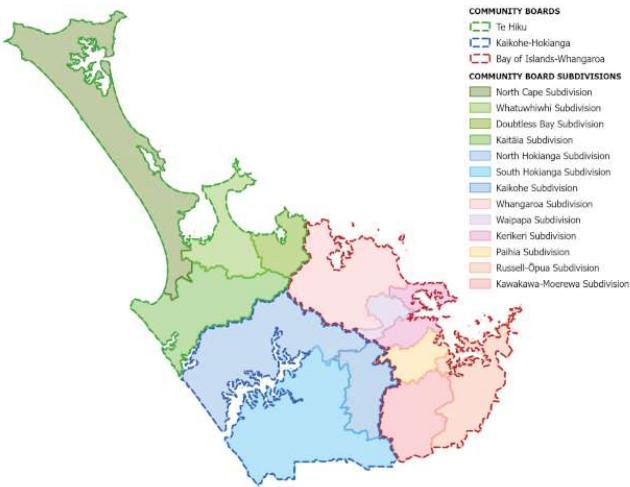 COMMUNITY BOARDS
Te Hiku
Kaikohe-Hokianga
Bay of Islands-Whangaroa
COMMUNITY BOARD SUBDIVISIONS
North Cape Subdivision
Whatuwhiwhi Subdivision
Doubtless Bay Subdivision
Kaitāia Subdivision
North Hokianga Subdivision
South Hokianga Subdivision
Kaikohe Subdivision
Whangaroa Subdivision
Waipapa Subdivision
Kerikeri Subdivision
Paihia Subdivision
Russell-Ōpua Subdivision
Kawakawa-Moerewa Subdivision